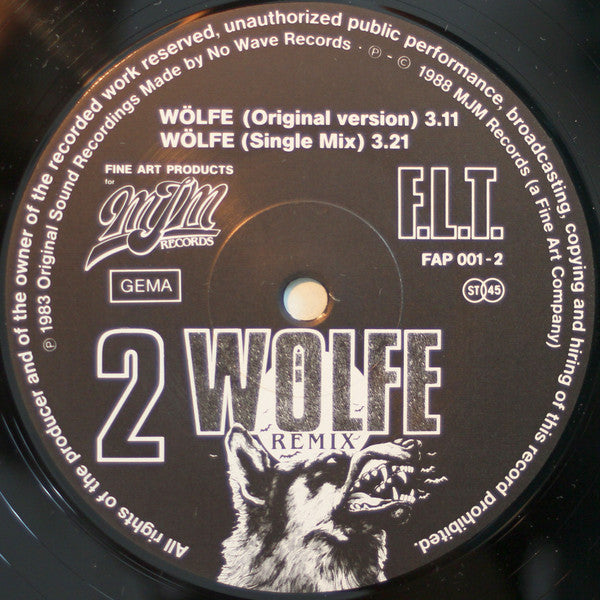 All rights of the producer and of the owner of the recorded work reserved, unauthorized public performance, broadcasting, copying and hiring of this record prohibited.
℗ 1983 Original Sound Recordings Made by No Wave Records · ℗ - © 1988 MJM Records (a Fine Art Company)
WÖLFE (Original version) 3.11
WÖLFE (Single Mix) 3.21
FINE ART PRODUCTS
for
MJM
RECORDS
F.L.T.
FAP 001-2
GEMA
ST 45
2 WÖLFE
REMIX